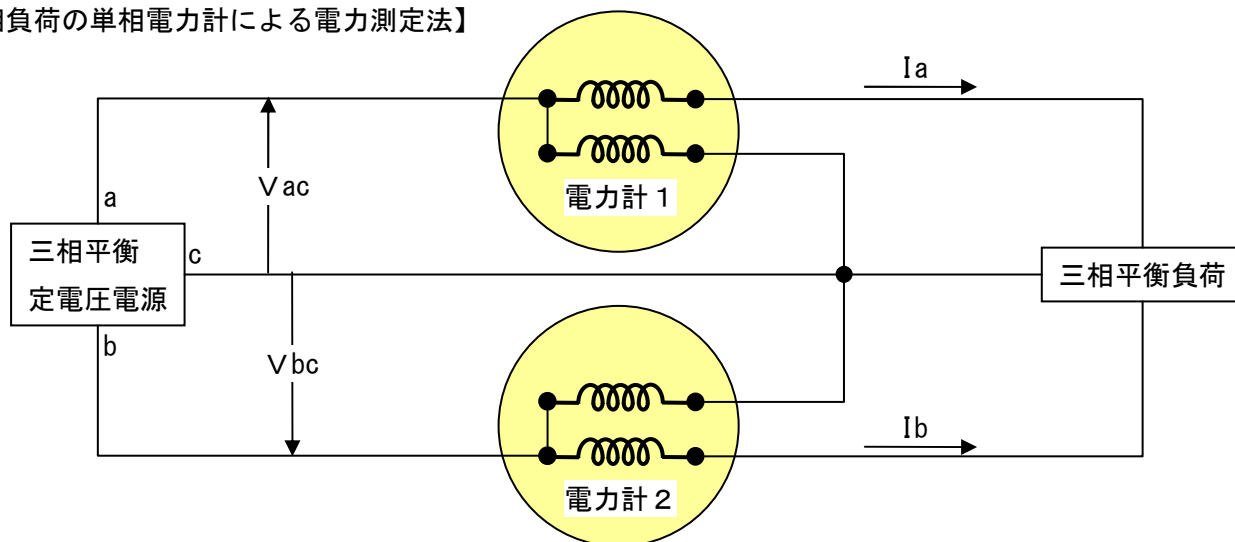 相負荷の単相電力計による電力測定法】
Ia
Vac
電力計1
a
三相平衡
定電圧電源
c
三相平衡負荷
b
Vbc
Ib
電力計2